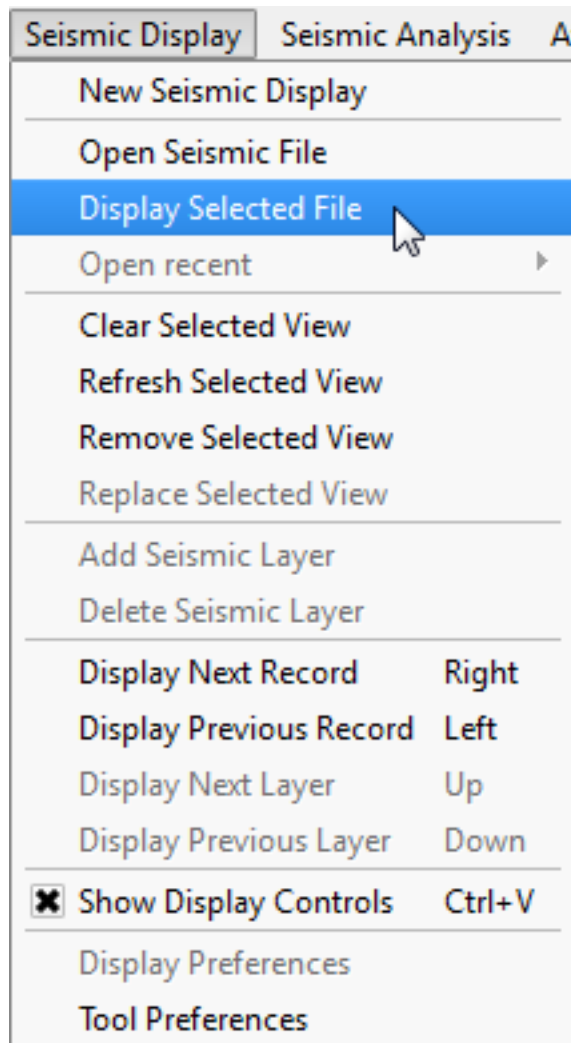 Seismic Display Seismic Analysis A
New Seismic Display
Open Seismic File
Display Selected File
Open recent
Clear Selected View
Refresh Selected View
Remove Selected View
Replace Selected View
Add Seismic Layer
Delete Seismic Layer
Display Next Record Right
Display Previous Record Left
Display Next Layer Up
Display Previous Layer Down
Show Display Controls Ctrl+V
Display Preferences
Tool Preferences